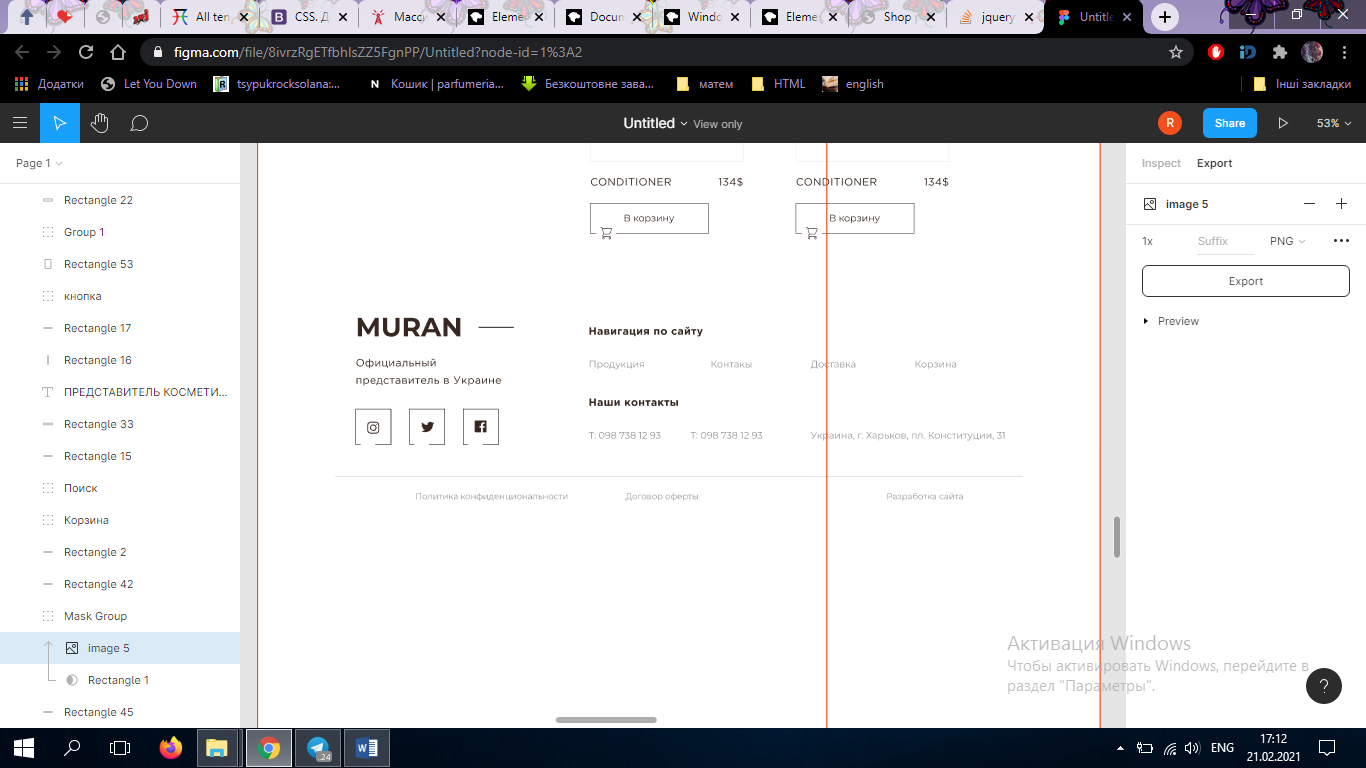 All ten
CSS. Д
Масси
Eleme
Docun
Windc
Eleme
Shop
jquery
Untitle
figma.com/file/8ivrzRgETfbhlsZZ5FgnPP/Untitled?node-id=1%3A2
Додатки
Let You Down
tsypukrocksolana:...
Кошик | parfumeria...
Безкоштовне зава...
матем
HTML
english
Інші закладки
Untitled
View only
R
Share
53%
Page 1
Rectangle 22
Group 1
Rectangle 53
кнопка
Rectangle 17
Rectangle 16
ПРЕДСТАВИТЕЛЬ КОСМЕТИ...
Rectangle 33
Rectangle 15
Поиск
Корзина
Rectangle 2
Rectangle 42
Mask Group
image 5
Rectangle 1
Rectangle 45
CONDITIONER 134$
CONDITIONER 134$
В корзину
В корзину
MURAN
Официальный
представитель в Украине
Навигация по сайту
Продукция Контакы Доставка Корзина
Наши контакты
Т: 098 738 12 93 Т: 098 738 12 93 Украина, г. Харьков, пл. Конституции, 31
Политика конфиденциональности Договор оферты Разработка сайта
Inspect Export
image 5
1x Suffix PNG
Export
Preview
Активация Windows
Чтобы активировать Windows, перейдите в
раздел "Параметры".
?
24
ENG
17:12
21.02.2021